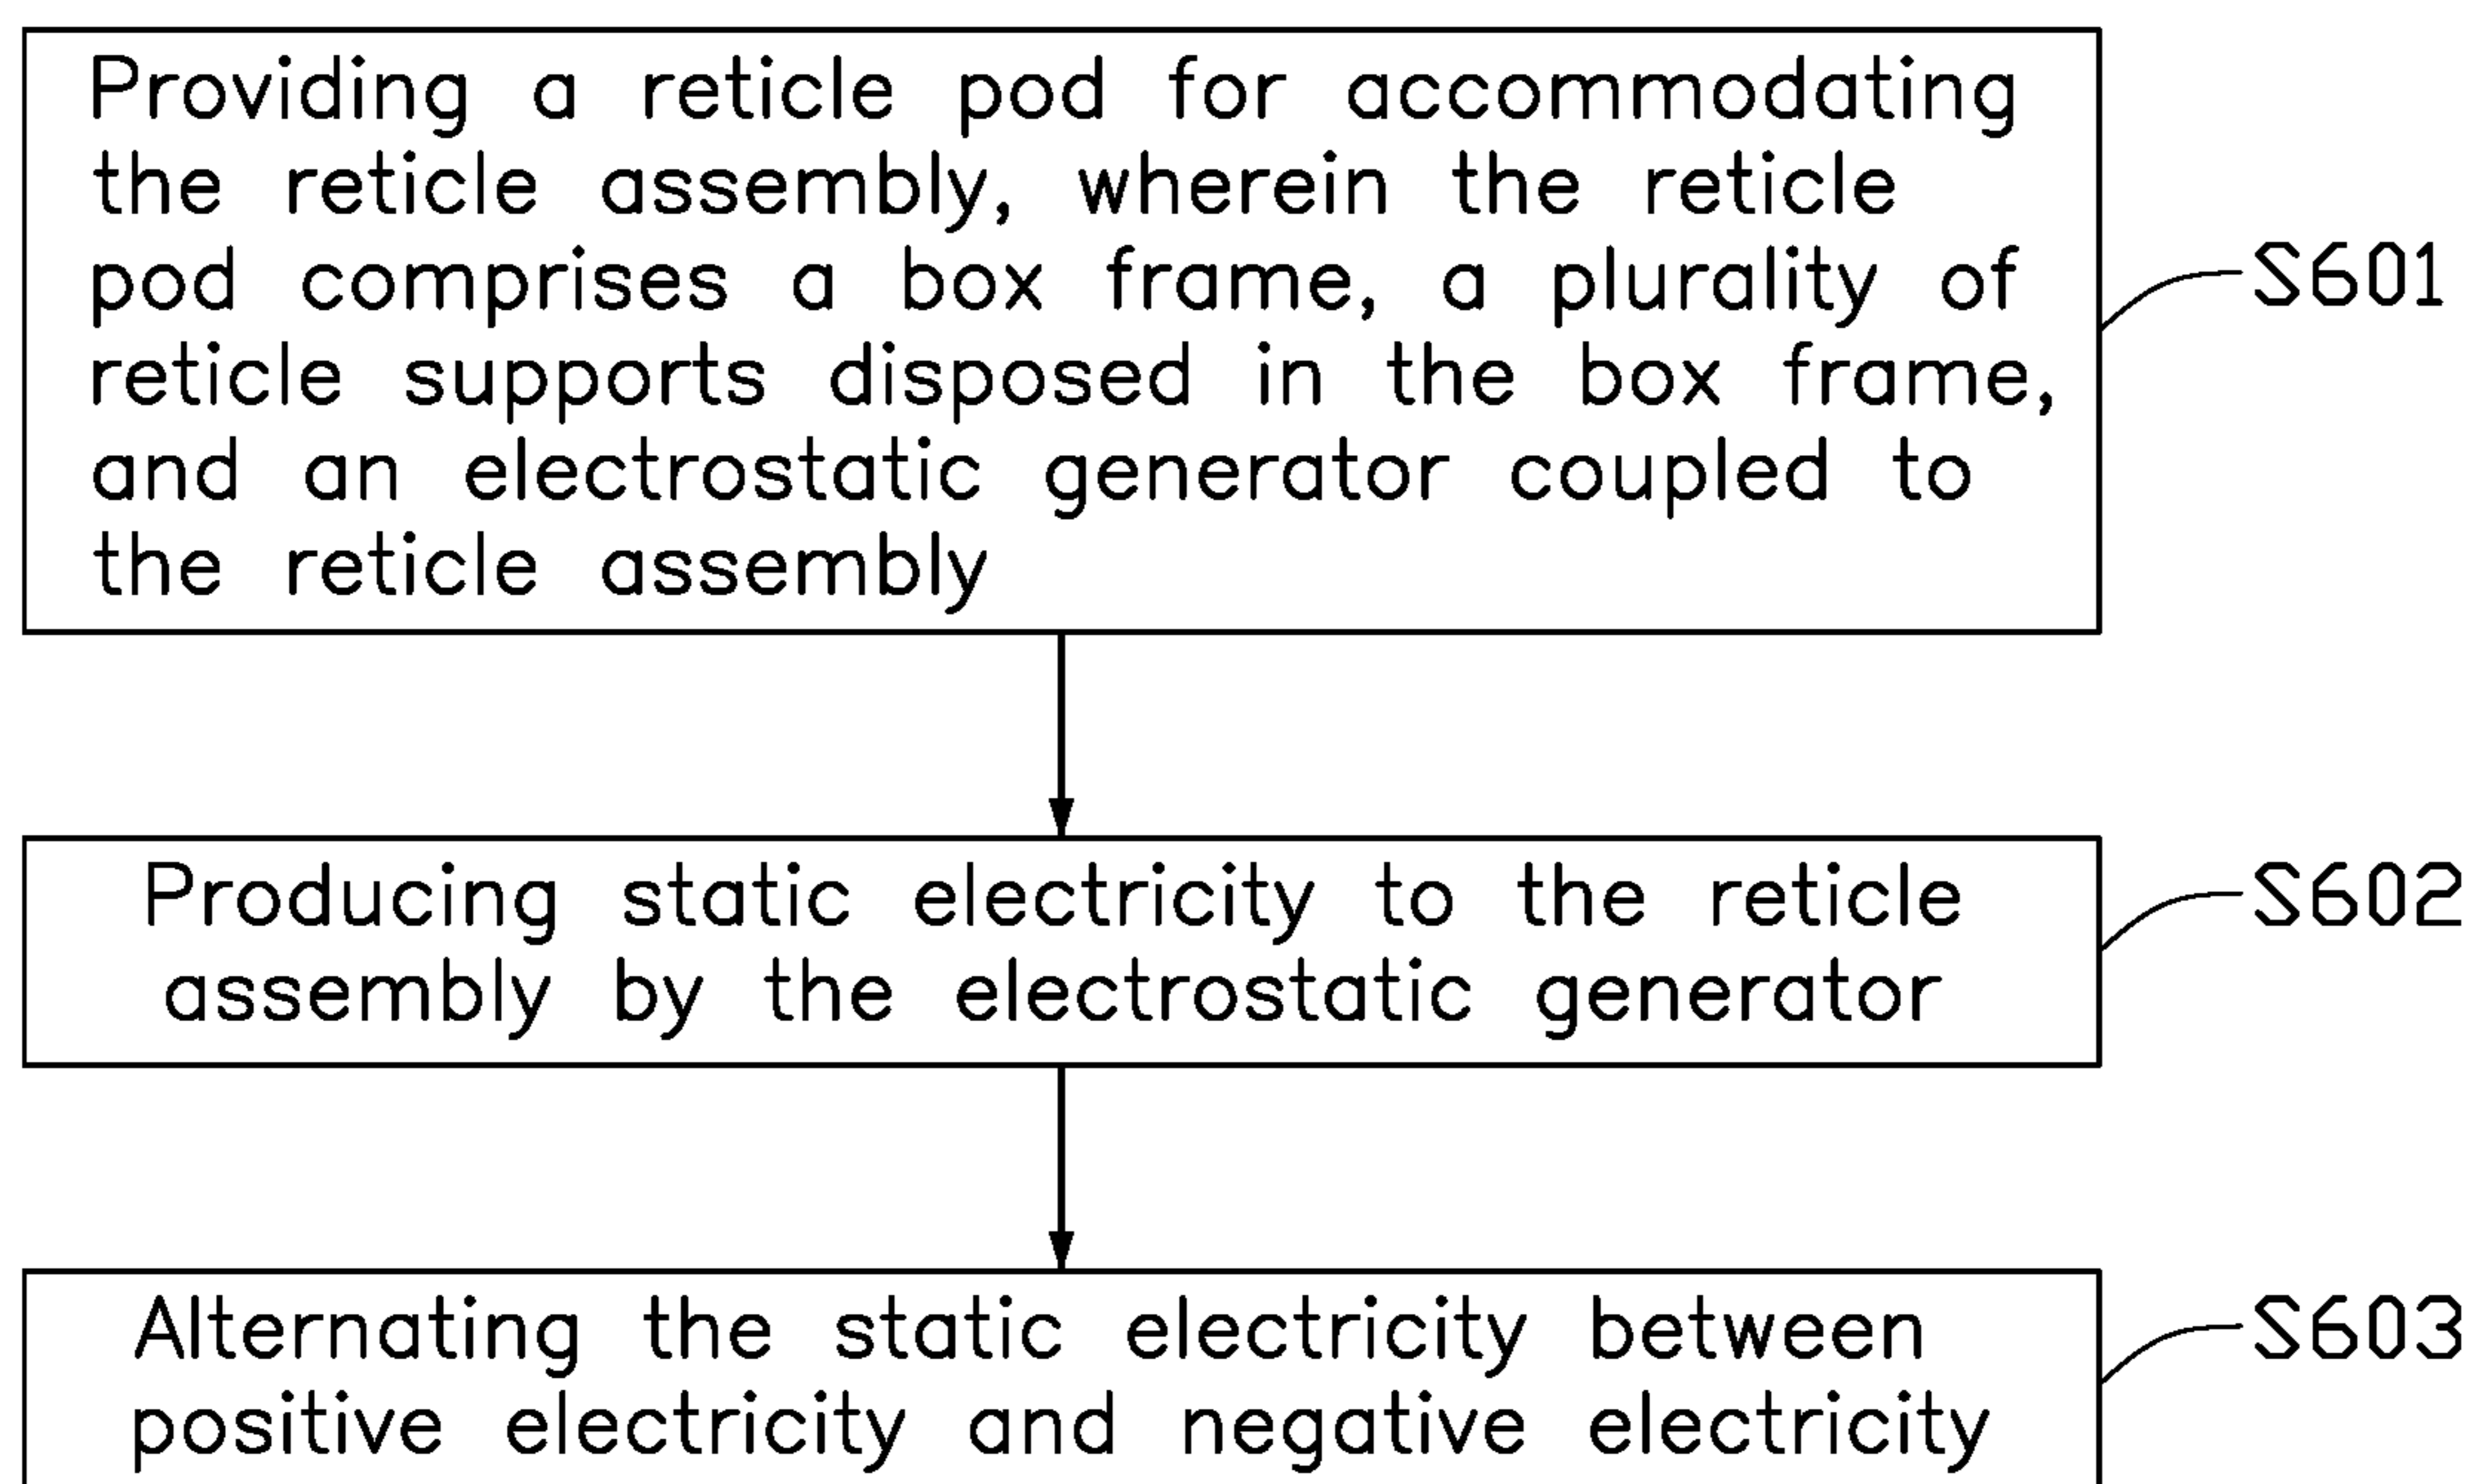 Providing a reticle pod for accommodating
the reticle assembly, wherein the reticle
pod comprises a box frame, a plurality of
reticle supports disposed in the box frame,
and an electrostatic generator coupled to
the reticle assembly
S601
Producing static electricity to the reticle
assembly by the electrostatic generator
S602
Alternating the static electricity between
positive electricity and negative electricity
S603